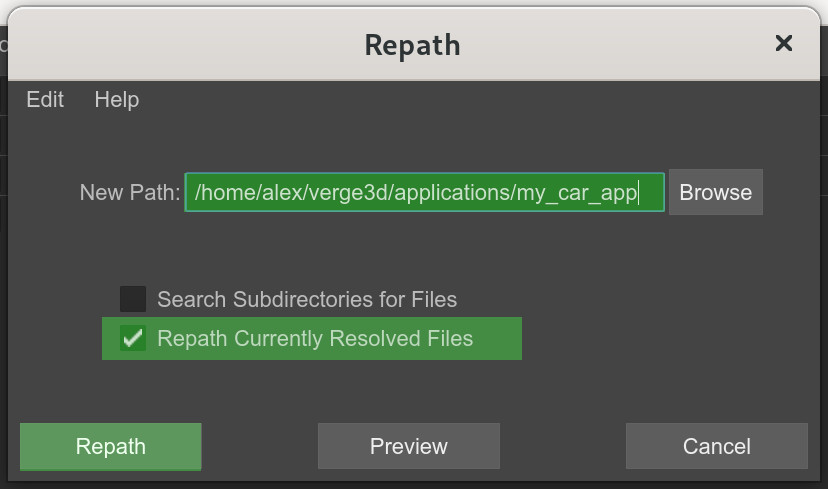 Repath
Edit Help
New Path: /home/alex/verge3d/applications/my_car_app Browse
Search Subdirectories for Files
Repath Currently Resolved Files
Repath Preview Cancel